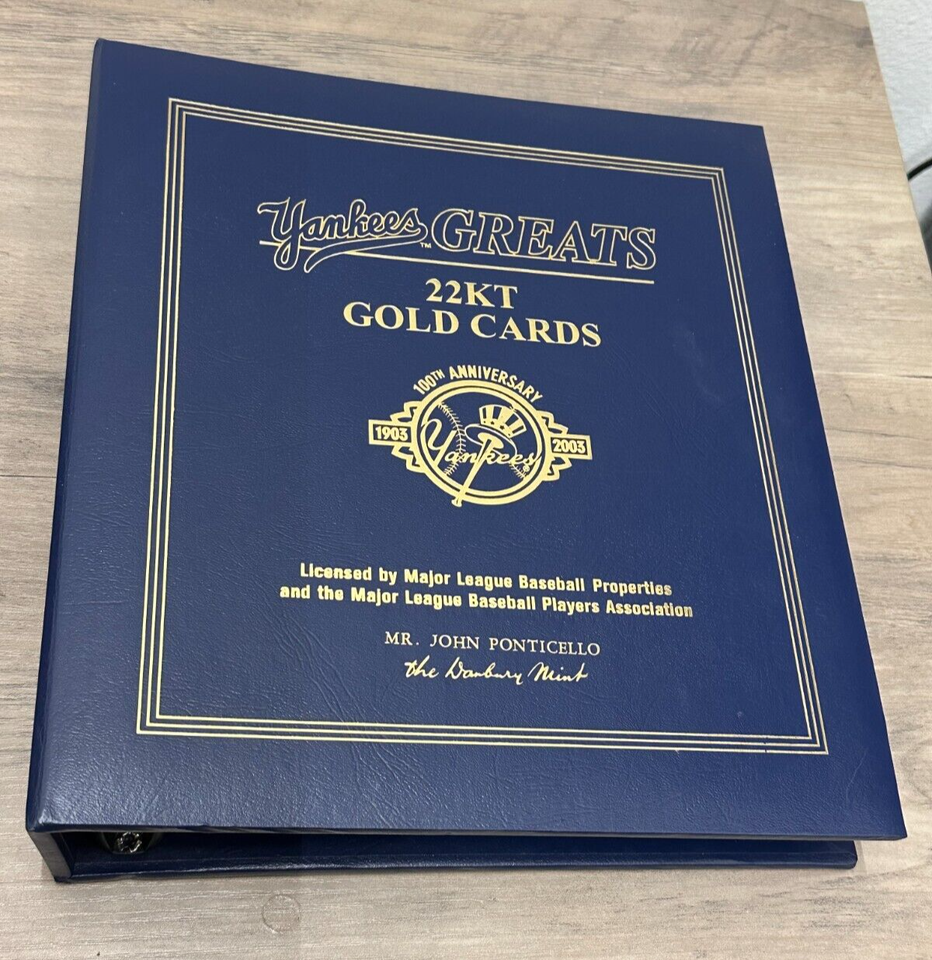 Yankees™ GREATS
22KT
GOLD CARDS
100TH ANNIVERSARY
1903 Yankees® 2003
Licensed by Major League Baseball Properties
and the Major League Baseball Players Association
MR. JOHN PONTICELLO
the Danbury Mint